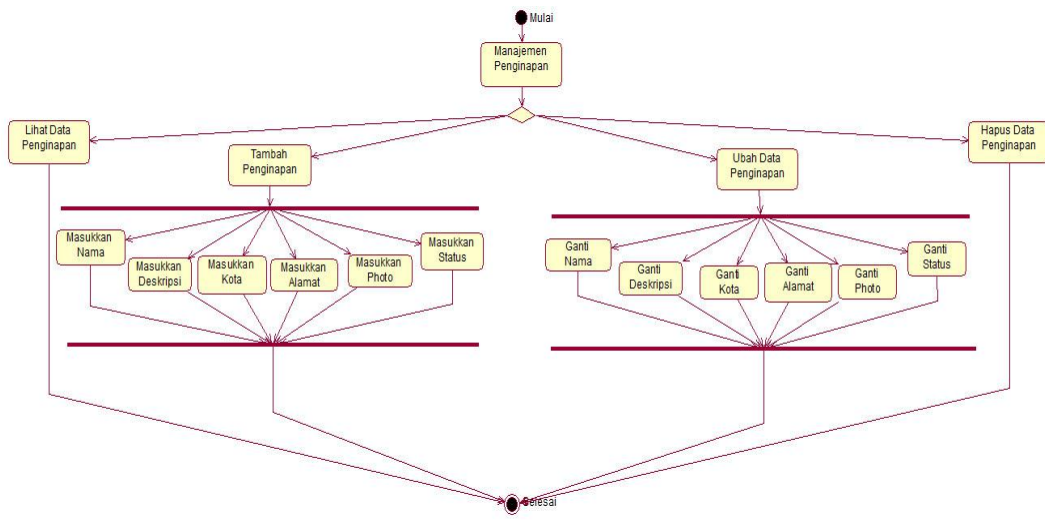 Mulai
Manajemen
Penginapan
Lihat Data
Penginapan
Tambah
Penginapan
Ubah Data
Penginapan
Hapus Data
Penginapan
Masukkan
Nama
Masukkan
Deskripsi
Masukkan
Kota
Masukkan
Alamat
Masukkan
Photo
Masukkan
Status
Ganti
Nama
Ganti
Deskripsi
Ganti
Kota
Ganti
Alamat
Ganti
Photo
Ganti
Status
Selesai